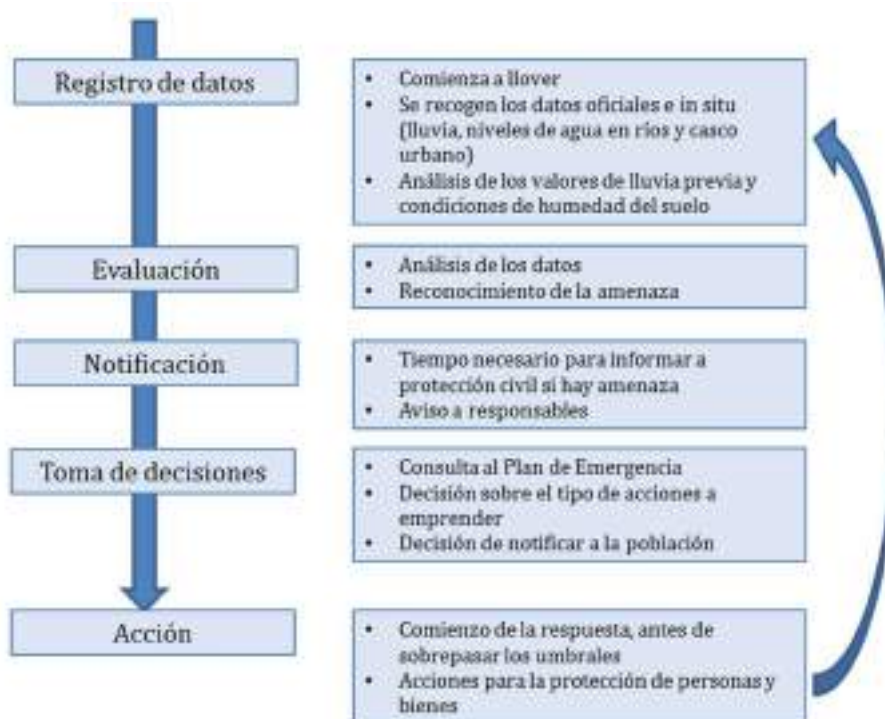 Registro de datos
• Comienza a llover
• Se recogen los datos oficiales e in situ
(lluvia, niveles de agua en ríos y casco
urbano)
• Análisis de los valores de lluvia previa y
condiciones de humedad del suelo
Evaluación
• Análisis de los datos
• Reconocimiento de la amenaza
Notificación
• Tiempo necesario para informar a
protección civil si hay amenaza
• Aviso a responsables
Toma de decisiones
• Consulta al Plan de Emergencia
• Decisión sobre el tipo de acciones a
emprender
• Decisión de notificar a la población
Acción
• Comienzo de la respuesta, antes de
sobrepasar los umbrales
• Acciones para la protección de personas y
bienes